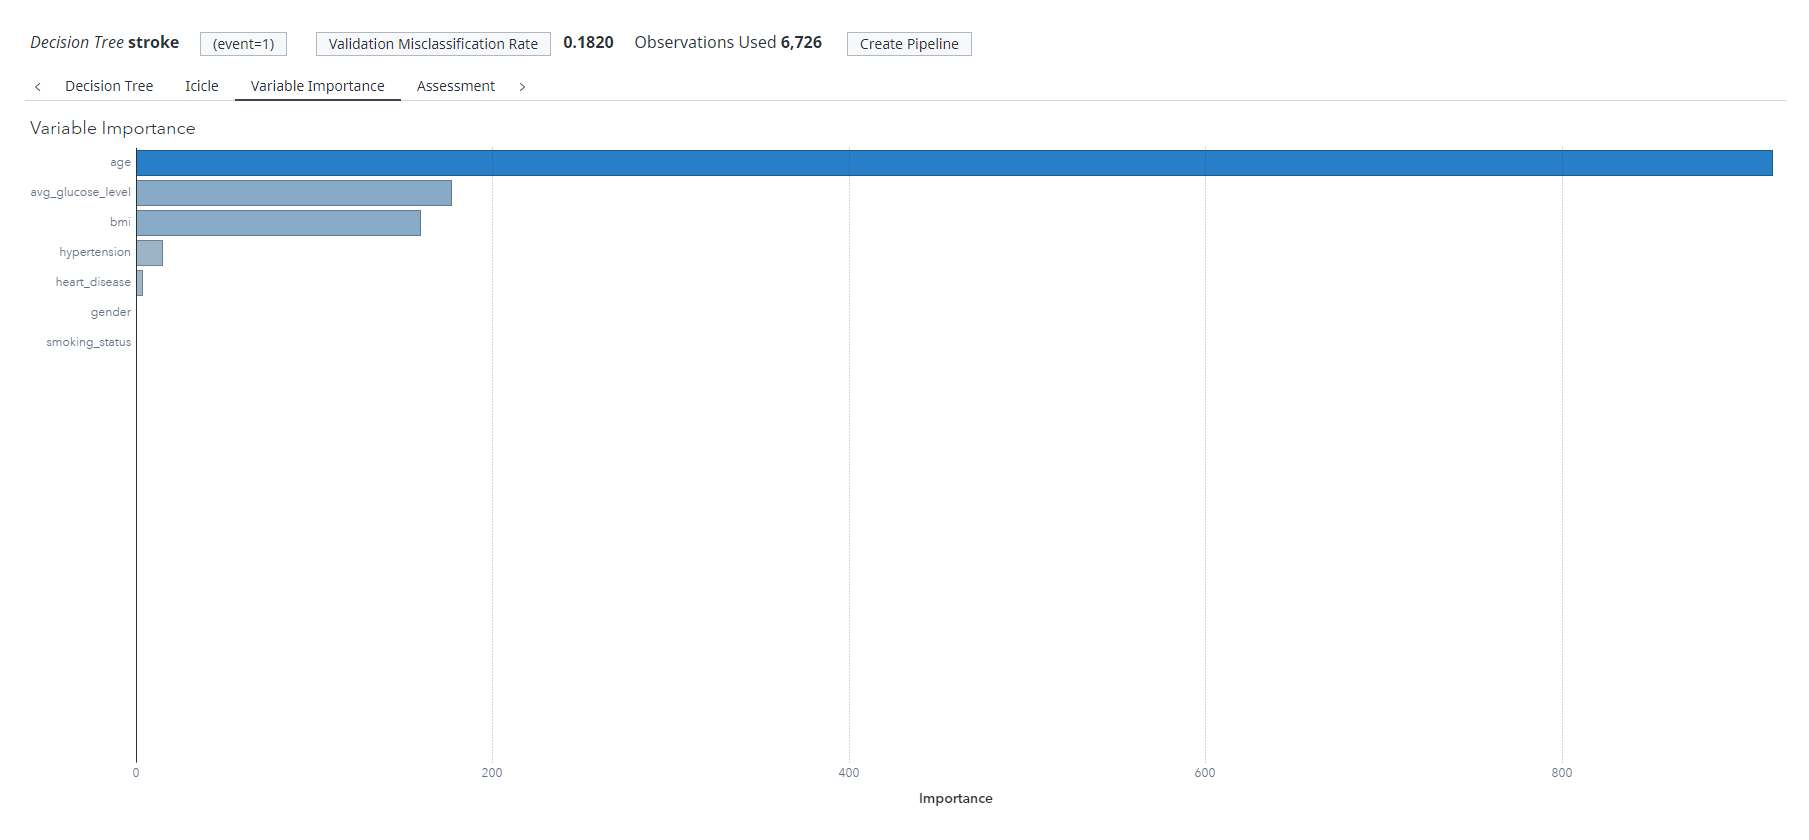 Decision Tree stroke (event=1) Validation Misclassification Rate 0.1820 Observations Used 6,726 Create Pipeline
< Decision Tree Icicle Variable Importance Assessment >
Variable Importance
age
avg_glucose_level
bmi
hypertension
heart_disease
gender
smoking_status
0 200 400 600 800
Importance